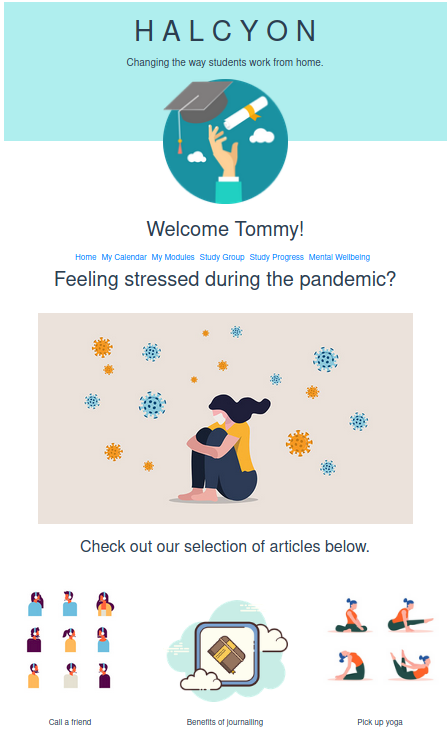 HALCYON
Changing the way students work from home.
Welcome Tommy!
Home My Calendar My Modules Study Group Study Progress Mental Wellbeing
Feeling stressed during the pandemic?
Check out our selection of articles below.
Call a friend Benefits of journalling Pick up yoga